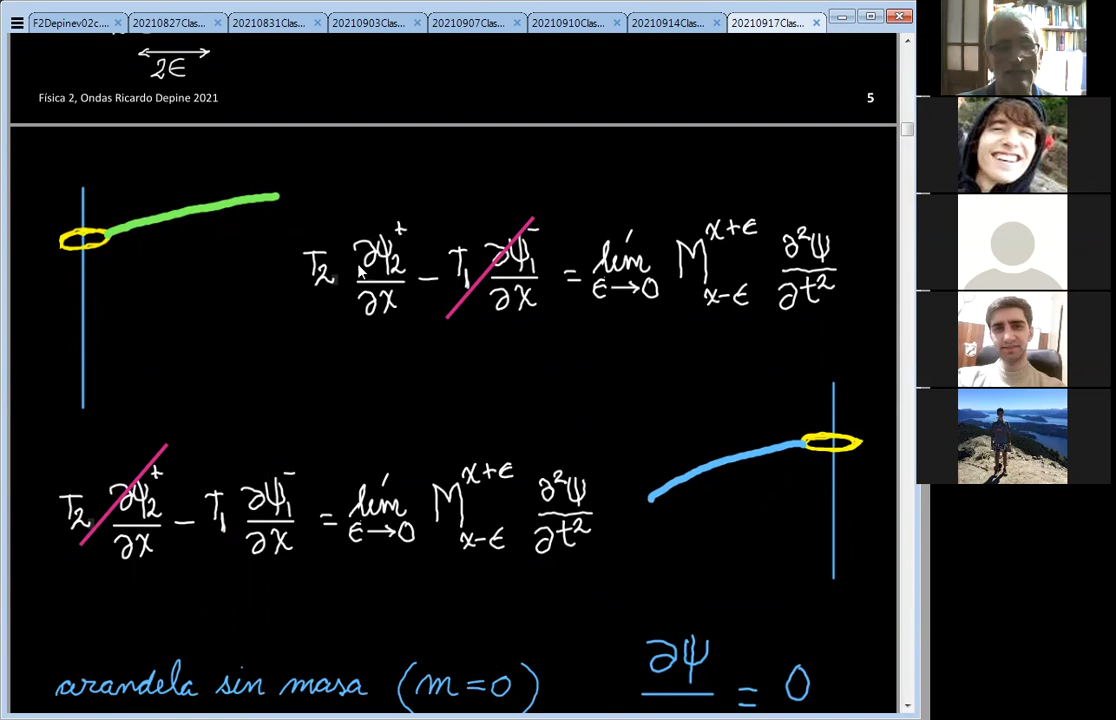 F2Depinev02c.... 20210827Clas... 20210831Clas... 20210903Clas... 20210907Clas... 20210910Clas... 20210914Clas... 20210917Clas...
2ϵ
Física 2, Ondas Ricardo Depine 2021 5
T₂ ∂ψ₂⁺/∂x − T₁ ∂ψ₁⁻/∂x = lím ϵ→0 M x+ϵ x−ϵ ∂²ψ/∂t²
T₂ ∂ψ₂⁺/∂x − T₁ ∂ψ₁⁻/∂x = lím ϵ→0 M x+ϵ x−ϵ ∂²ψ/∂t²
arandela sin masa (m=0) ∂ψ = 0